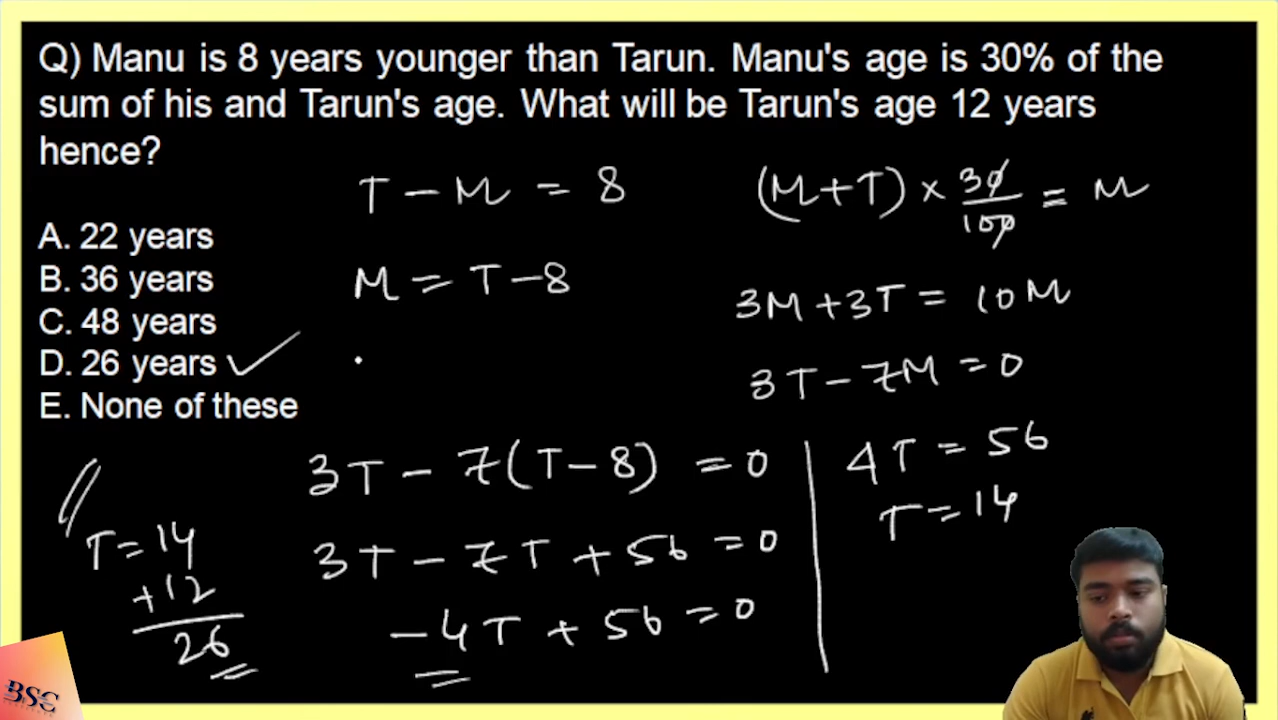 Q) Manu is 8 years younger than Tarun. Manu's age is 30% of the
sum of his and Tarun's age. What will be Tarun's age 12 years
hence?
A. 22 years
B. 36 years
C. 48 years
D. 26 years
E. None of these
T - M = 8
M = T - 8
(M+T) × 30/100 = M
3M + 3T = 10M
3T - 7M = 0
3T - 7(T-8) = 0
3T - 7T + 56 = 0
-4T + 56 = 0
4T = 56
T = 14
T = 14
+12
26
BSC